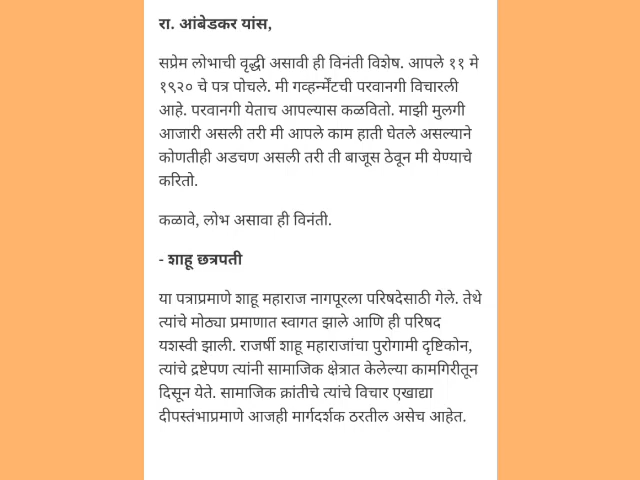 रा. आंबेडकर यांस,
सप्रेम लोभाची वृद्धी असावी ही विनंती विशेष. आपले ११ मे
१९२० चे पत्र पोचले. मी गव्हर्न्मेंटची परवानगी विचारली
आहे. परवानगी येताच आपल्यास कळवितो. माझी मुलगी
आजारी असली तरी मी आपले काम हाती घेतले असल्याने
कोणतीही अडचण असली तरी ती बाजूस ठेवून मी येण्याचे
करितो.
कळावे, लोभ असावा ही विनंती.
- शाहू छत्रपती
या पत्राप्रमाणे शाहू महाराज नागपूरला परिषदेसाठी गेले. तेथे
त्यांचे मोठ्या प्रमाणात स्वागत झाले आणि ही परिषद
यशस्वी झाली. राजर्षी शाहू महाराजांचा पुरोगामी दृष्टिकोन,
त्यांचे द्रष्टेपण त्यांनी सामाजिक क्षेत्रात केलेल्या कामगिरीतून
दिसून येते. सामाजिक क्रांतीचे त्यांचे विचार एखाद्या
दीपस्तंभाप्रमाणे आजही मार्गदर्शक ठरतील असेच आहेत.